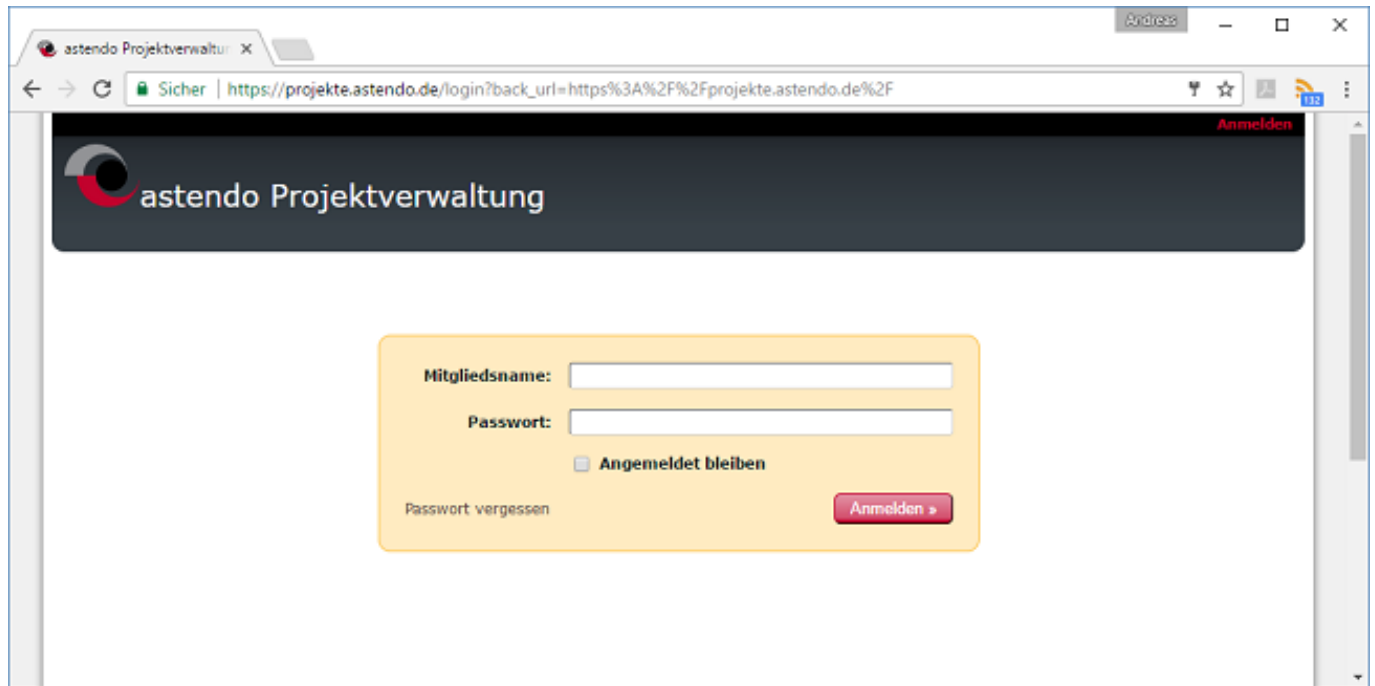 Andreas
astendo Projektverwaltur
Sicher | https://projekte.astendo.de/login?back_url=https%3A%2F%2Fprojekte.astendo.de%2F
132
Anmelden
astendo Projektverwaltung
Mitgliedsname:
Passwort:
Angemeldet bleiben
Passwort vergessen
Anmelden »